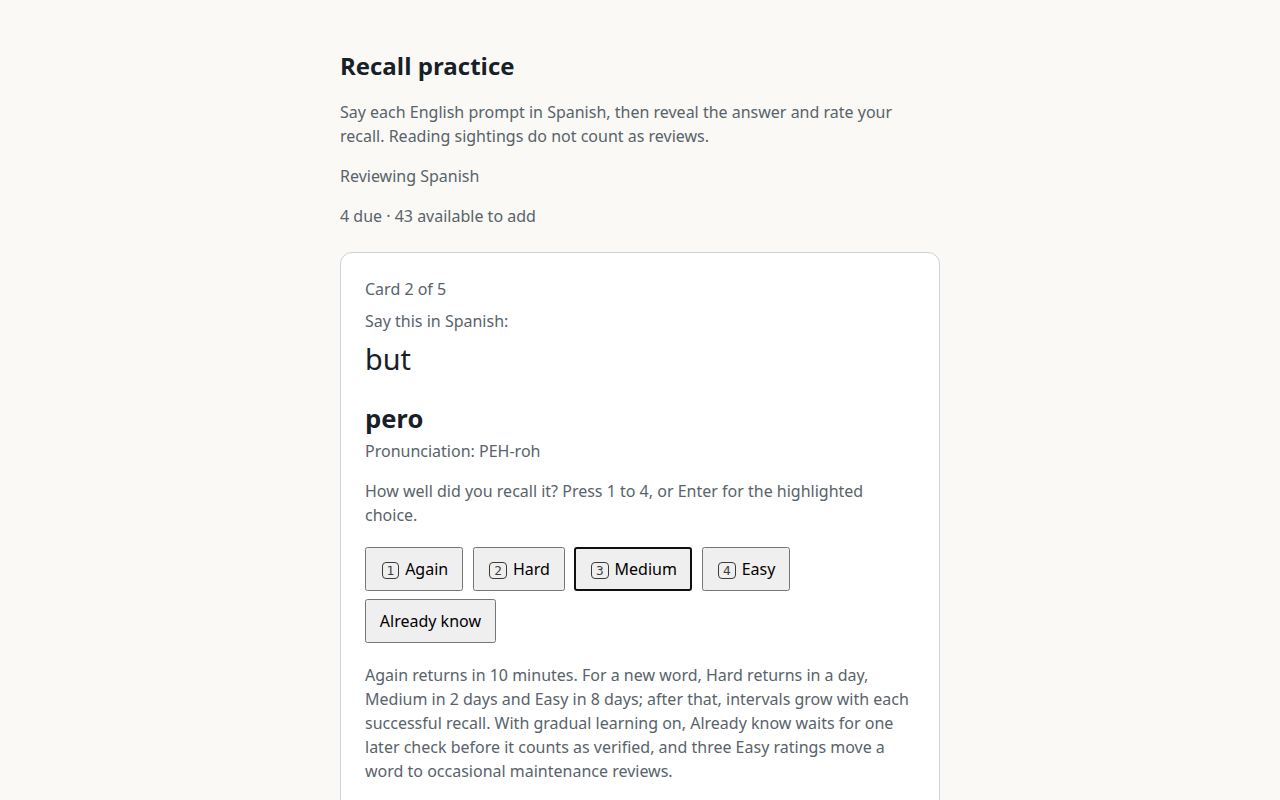 Recall practice
Say each English prompt in Spanish, then reveal the answer and rate your
recall. Reading sightings do not count as reviews.
Reviewing Spanish
4 due · 43 available to add
Card 2 of 5
Say this in Spanish:
but
pero
Pronunciation: PEH-roh
How well did you recall it? Press 1 to 4, or Enter for the highlighted
choice.
1 Again 2 Hard 3 Medium 4 Easy
Already know
Again returns in 10 minutes. For a new word, Hard returns in a day,
Medium in 2 days and Easy in 8 days; after that, intervals grow with each
successful recall. With gradual learning on, Already know waits for one
later check before it counts as verified, and three Easy ratings move a
word to occasional maintenance reviews.